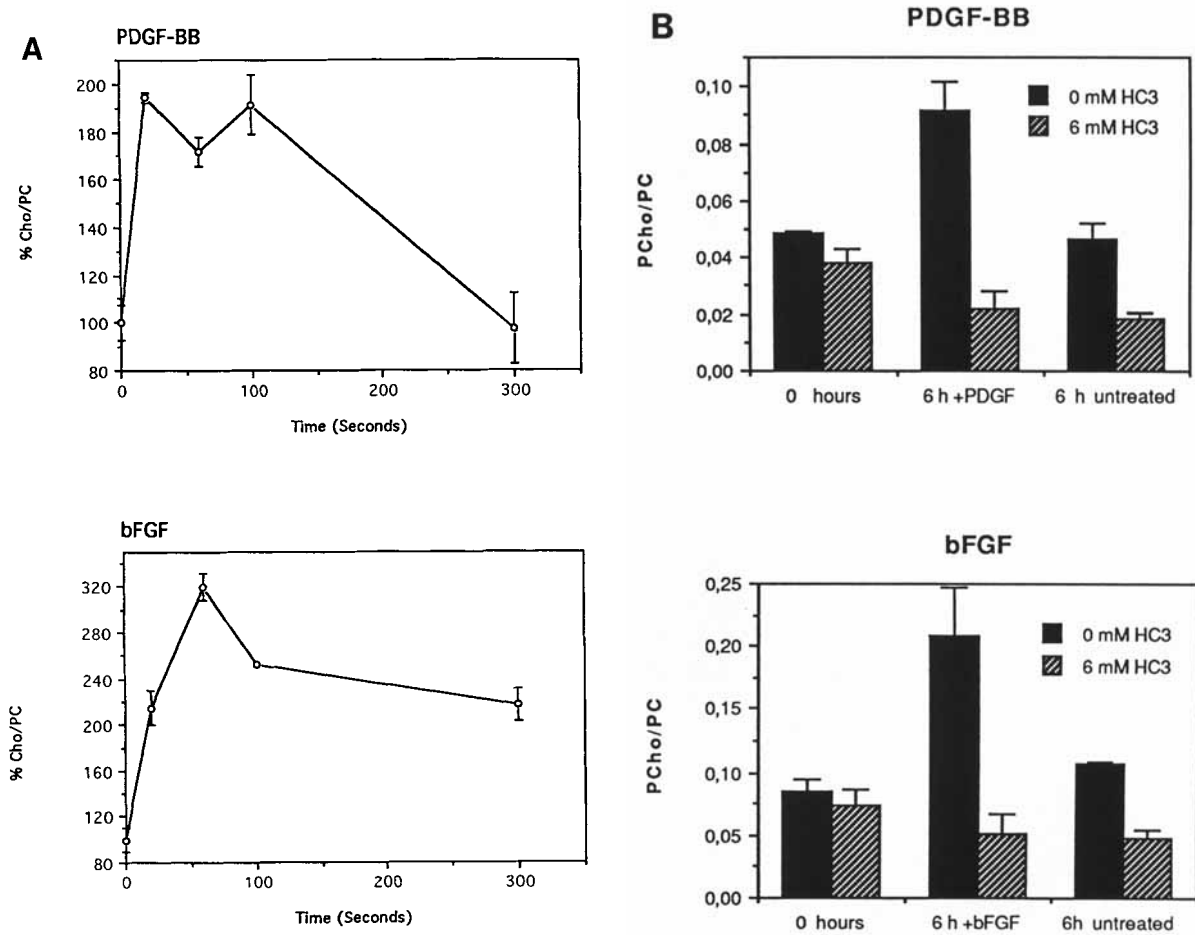 A
PDGF-BB
% Cho/PC
200
180
160
140
120
100
80
0 100 200 300
Time (Seconds)
bFGF
% Cho/PC
320
280
240
200
160
120
80
0 100 200 300
Time (Seconds)
B
PDGF-BB
PCho/PC
0,10
0,08
0,06
0,04
0,02
0,00
0 mM HC3
6 mM HC3
0 hours 6 h +PDGF 6 h untreated
bFGF
PCho/PC
0,25
0,20
0,15
0,10
0,05
0,00
0 mM HC3
6 mM HC3
0 hours 6 h +bFGF 6h untreated